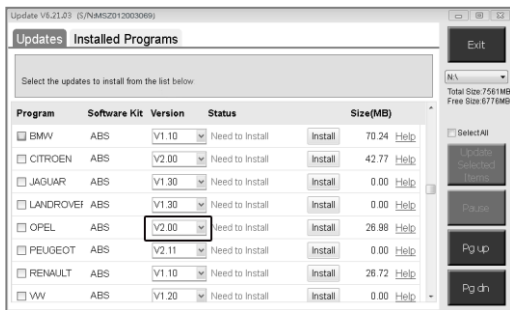 Update V6.21.03 (S/N:MSZ012003069)
Updates Installed Programs
Exit
Select the updates to install from the list below
N:\
Total Size:7561MB
Free Size:6776MB
Program Software Kit Version Status Size(MB)
SelectAll
BMW ABS V1.10 Need to Install Install 70.24 Help
CITROEN ABS V2.00 Need to Install Install 42.77 Help
JAGUAR ABS V1.30 Need to Install Install 0.00 Help
LANDROVER ABS V1.30 Need to Install Install 0.00 Help
OPEL ABS V2.00 Need to Install Install 26.98 Help
PEUGEOT ABS V2.11 Need to Install Install 0.00 Help
RENAULT ABS V1.10 Need to Install Install 26.72 Help
VW ABS V1.20 Need to Install Install 0.00 Help
Update
Selected
Items
Pause
Pg up
Pg dn